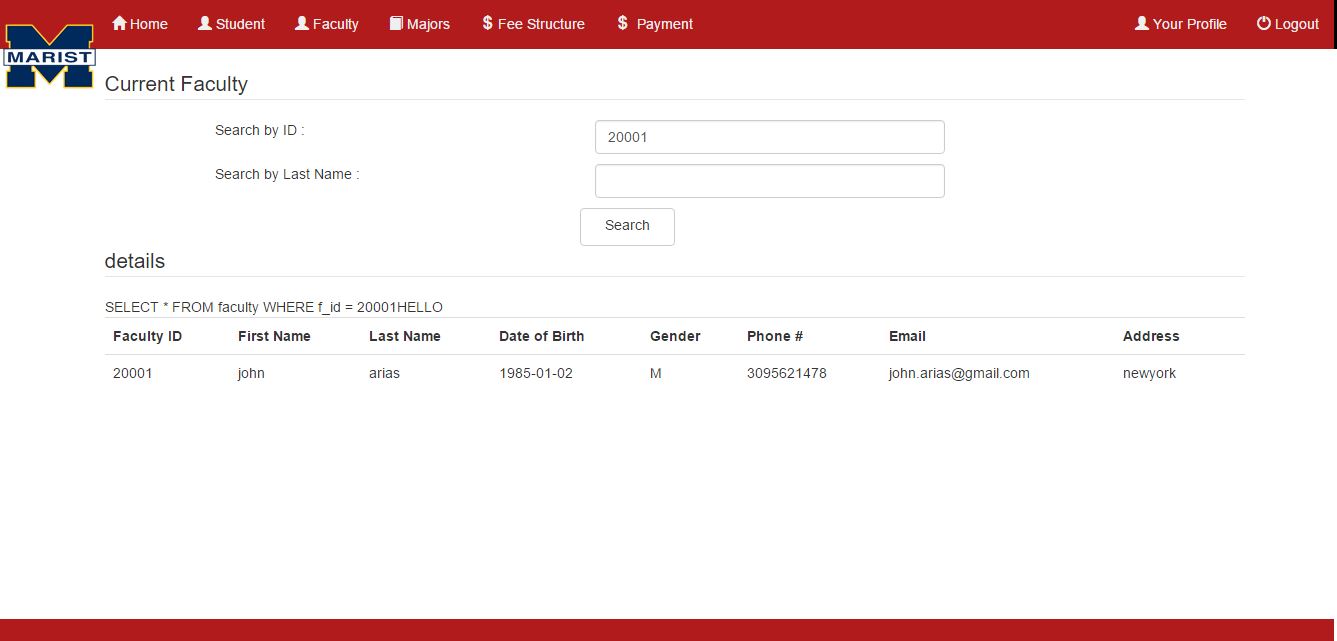 Home Student Faculty Majors $ Fee Structure $ Payment Your Profile Logout
MARIST
Current Faculty
Search by ID : 20001
Search by Last Name :
Search
details
SELECT * FROM faculty WHERE f_id = 20001HELLO
Faculty ID First Name Last Name Date of Birth Gender Phone # Email Address
20001 john arias 1985-01-02 M 3095621478 john.arias@gmail.com newyork